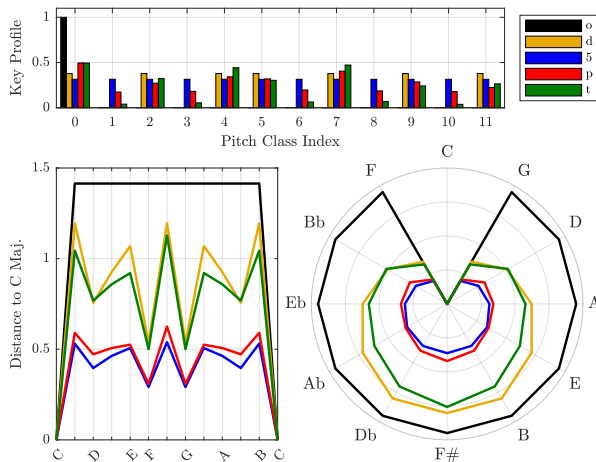 Key Profile
1
0.5
0
0 1 2 3 4 5 6 7 8 9 10 11
Pitch Class Index
o
d
5
p
t
Distance to C Maj.
1.5
1
0.5
0
C D E F G A B C
C
G
D
A
E
B
F#
Db
Ab
Eb
Bb
F